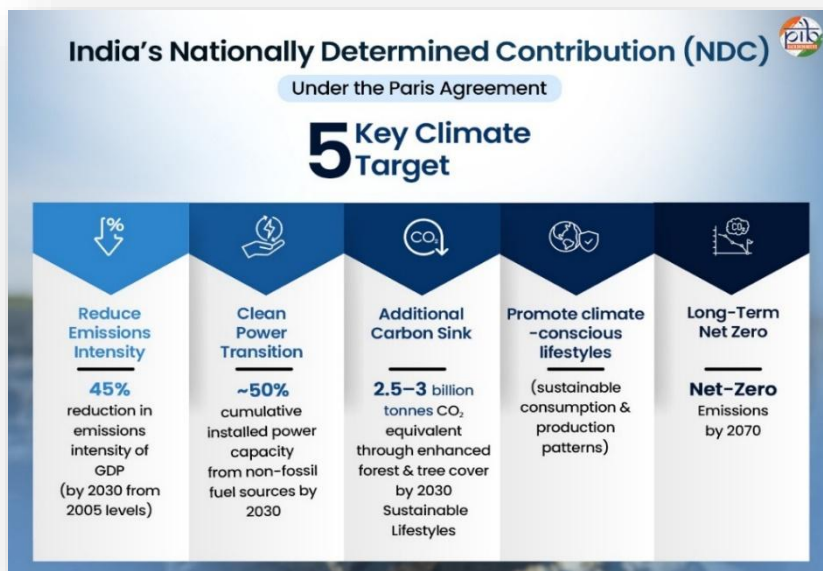 India's Nationally Determined Contribution (NDC)
pib
Under the Paris Agreement
5 Key Climate
Target
%
CO₂
CO₂
Reduce
Emissions
Intensity
45%
reduction in
emissions
intensity of
GDP
(by 2030 from
2005 levels)
Clean
Power
Transition
~50%
cumulative
installed power
capacity
from non-fossil
fuel sources by
2030
Additional
Carbon Sink
2.5–3 billion
tonnes CO₂
equivalent
through enhanced
forest & tree cover
by 2030
Sustainable
Lifestyles
Promote climate
-conscious
lifestyles
(sustainable
consumption &
production
patterns)
Long-Term
Net Zero
Net-Zero
Emissions
by 2070